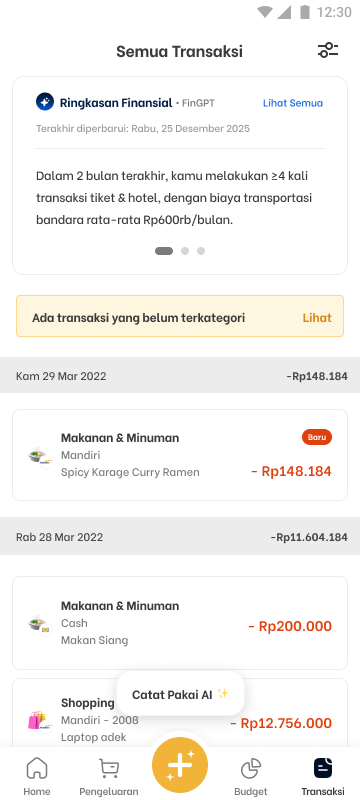 12:30
Semua Transaksi
Ringkasan Finansial • FinGPT Lihat Semua
Terakhir diperbarui: Rabu, 25 Desember 2025
Dalam 2 bulan terakhir, kamu melakukan ≥4 kali
transaksi tiket & hotel, dengan biaya transportasi
bandara rata-rata Rp600rb/bulan.
Ada transaksi yang belum terkategori Lihat
Kam 29 Mar 2022 -Rp148.184
Makanan & Minuman Baru
Mandiri
Spicy Karage Curry Ramen - Rp148.184
Rab 28 Mar 2022 -Rp11.604.184
Makanan & Minuman
Cash - Rp200.000
Makan Siang
Catat Pakai AI ✨
Shopping
Mandiri - 2008 - Rp12.756.000
Laptop adek
Home Pengeluaran Budget Transaksi